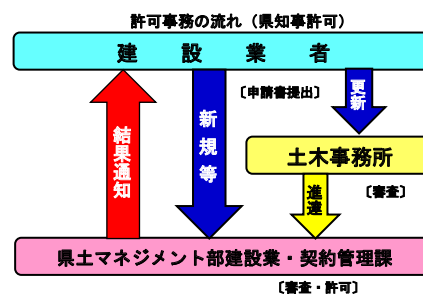 許可事務の流れ（県知事許可）
建設業者
〔申請書提出〕
更新
新規等
結果通知
土木事務所
進達
〔審査〕
県土マネジメント部建設業・契約管理課
〔審査・許可〕